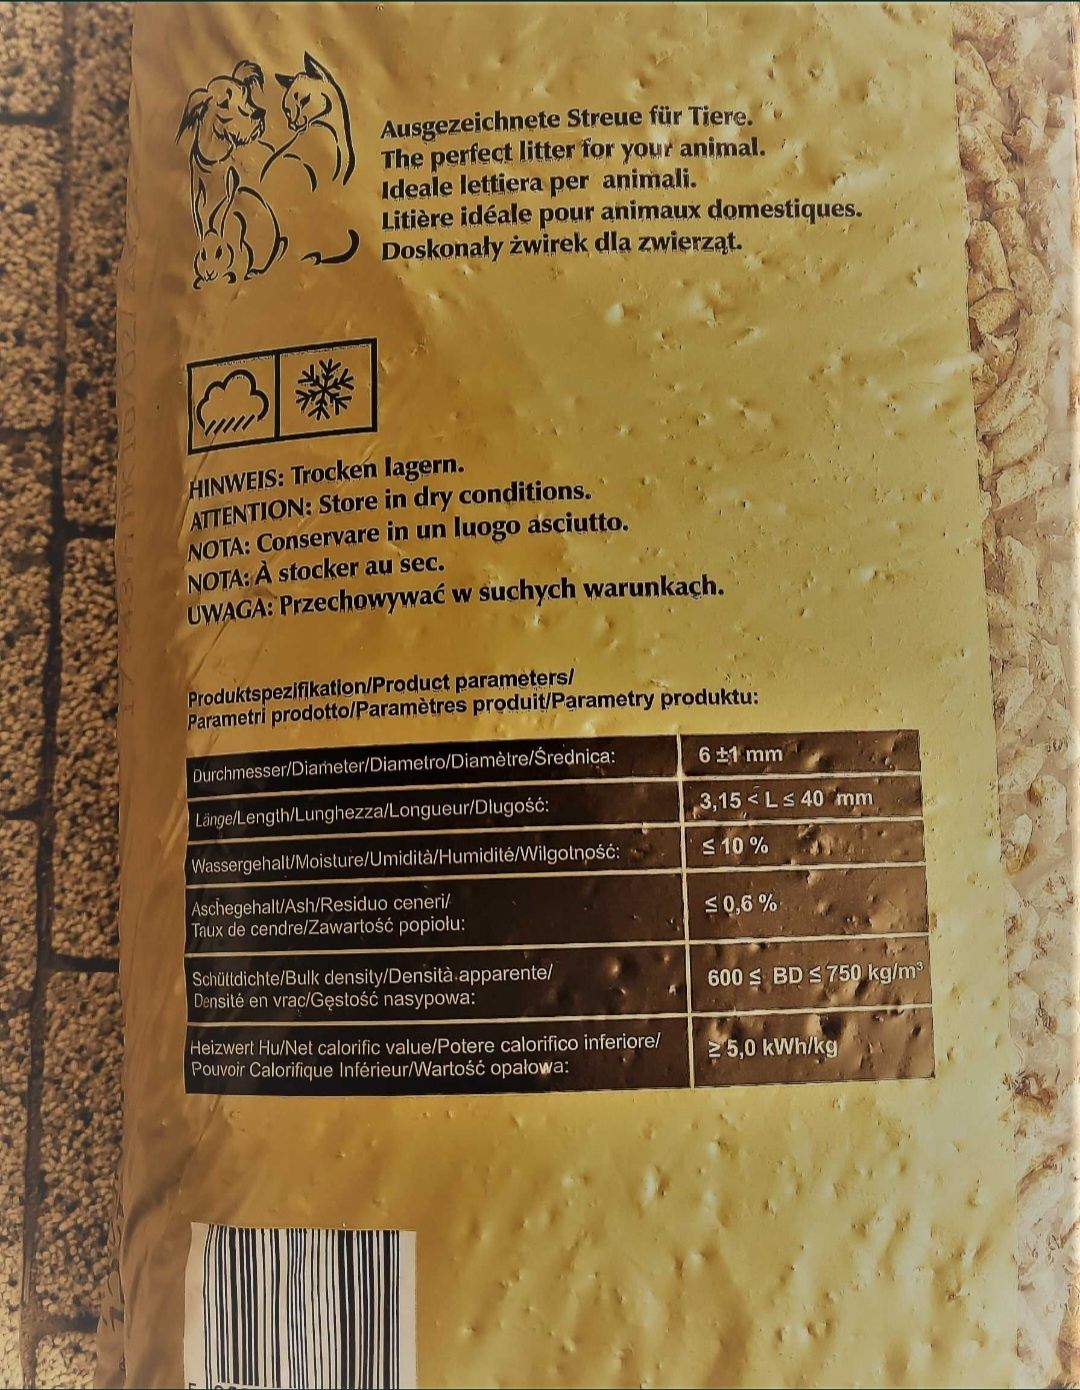 Ausgezeichnete Streue für Tiere.
The perfect litter for your animal.
Ideale lettiera per animali.
Litière idéale pour animaux domestiques.
Doskonały żwirek dla zwierząt.
HINWEIS: Trocken lagern.
ATTENTION: Store in dry conditions.
NOTA: Conservare in un luogo asciutto.
NOTA: À stocker au sec.
UWAGA: Przechowywać w suchych warunkach.
Produktspezifikation/Product parameters/
Parametri prodotto/Paramètres produit/Parametry produktu:
Durchmesser/Diameter/Diametro/Diamètre/Średnica: 6 ±1 mm
Länge/Length/Lunghezza/Longueur/Dlugość: 3,15 < L ≤ 40 mm
Wassergehalt/Moisture/Umidità/Humidité/Wilgotność: ≤ 10 %
Aschegehalt/Ash/Residuo ceneri/
Taux de cendre/Zawartość popiołu: ≤ 0,6 %
Schüttdichte/Bulk density/Densità apparente/
Densité en vrac/Gęstość nasypowa: 600 ≤ BD ≤ 750 kg/m³
Heizwert Hu/Net calorific value/Potere calorifico inferiore/
Pouvoir Calorifique Inférieur/Wartość opałowa: ≥ 5,0 kWh/kg